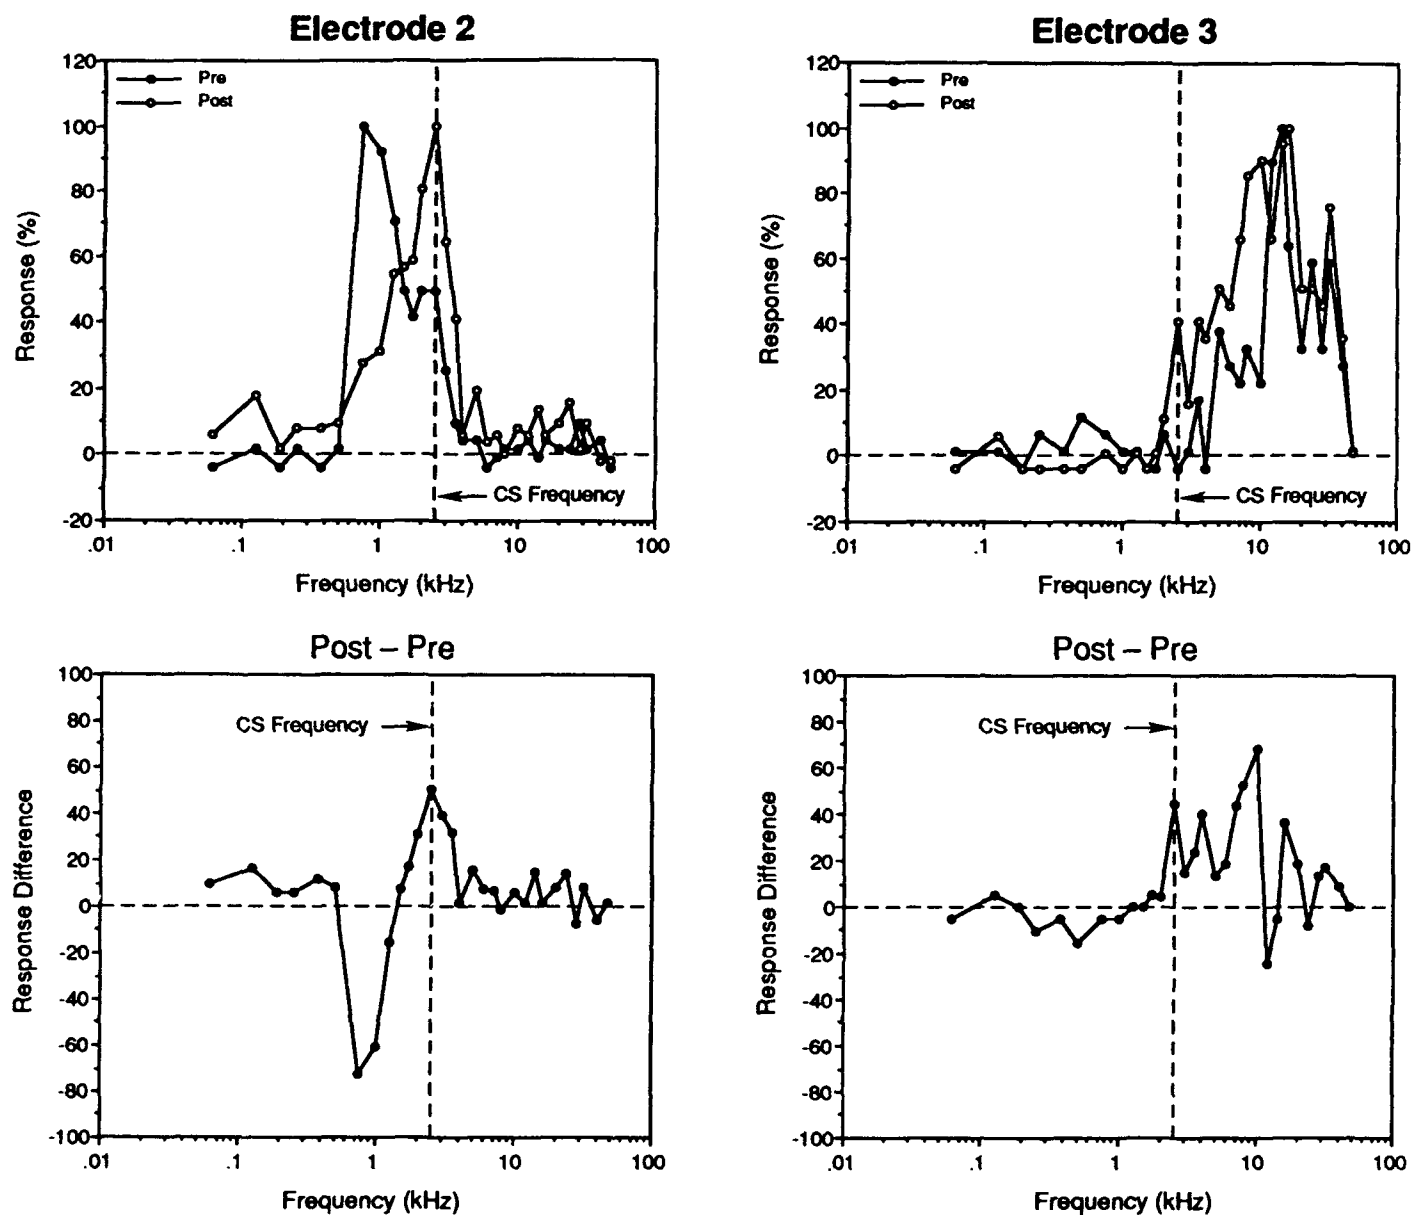 Electrode 2
120
100
80
60
40
20
0
-20
Response (%)
Pre
Post
CS Frequency
.01 .1 1 10 100
Frequency (kHz)
Electrode 3
120
100
80
60
40
20
0
-20
Response (%)
Pre
Post
CS Frequency
.01 .1 1 10 100
Frequency (kHz)
Post – Pre
100
80
60
40
20
0
-20
-40
-60
-80
-100
Response Difference
CS Frequency
.01 .1 1 10 100
Frequency (kHz)
Post – Pre
100
80
60
40
20
0
-20
-40
-60
-80
-100
Response Difference
CS Frequency
.01 .1 1 10 100
Frequency (kHz)